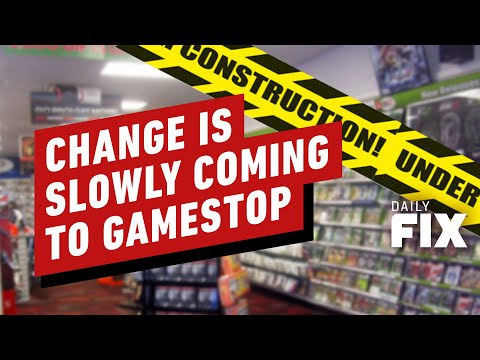 CONSTRUCTION! UNDER
CHANGE IS
SLOWLY COMING
TO GAMESTOP
DAILY
FIX